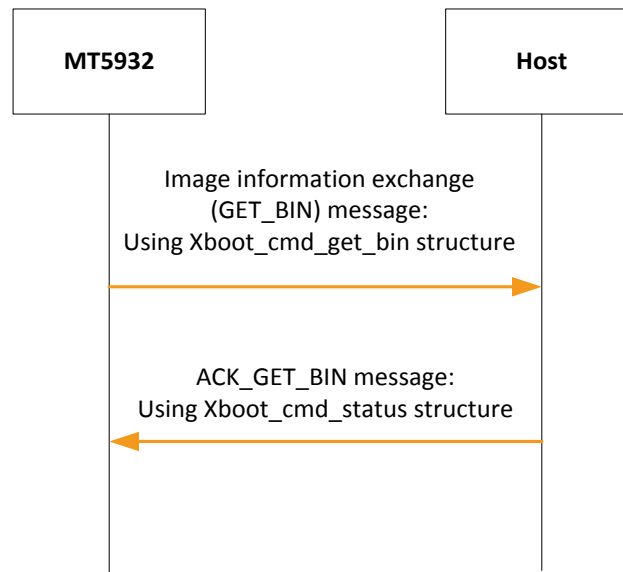 MT5932
Host
Image information exchange
(GET_BIN) message:
Using Xboot_cmd_get_bin structure
ACK_GET_BIN message:
Using Xboot_cmd_status structure